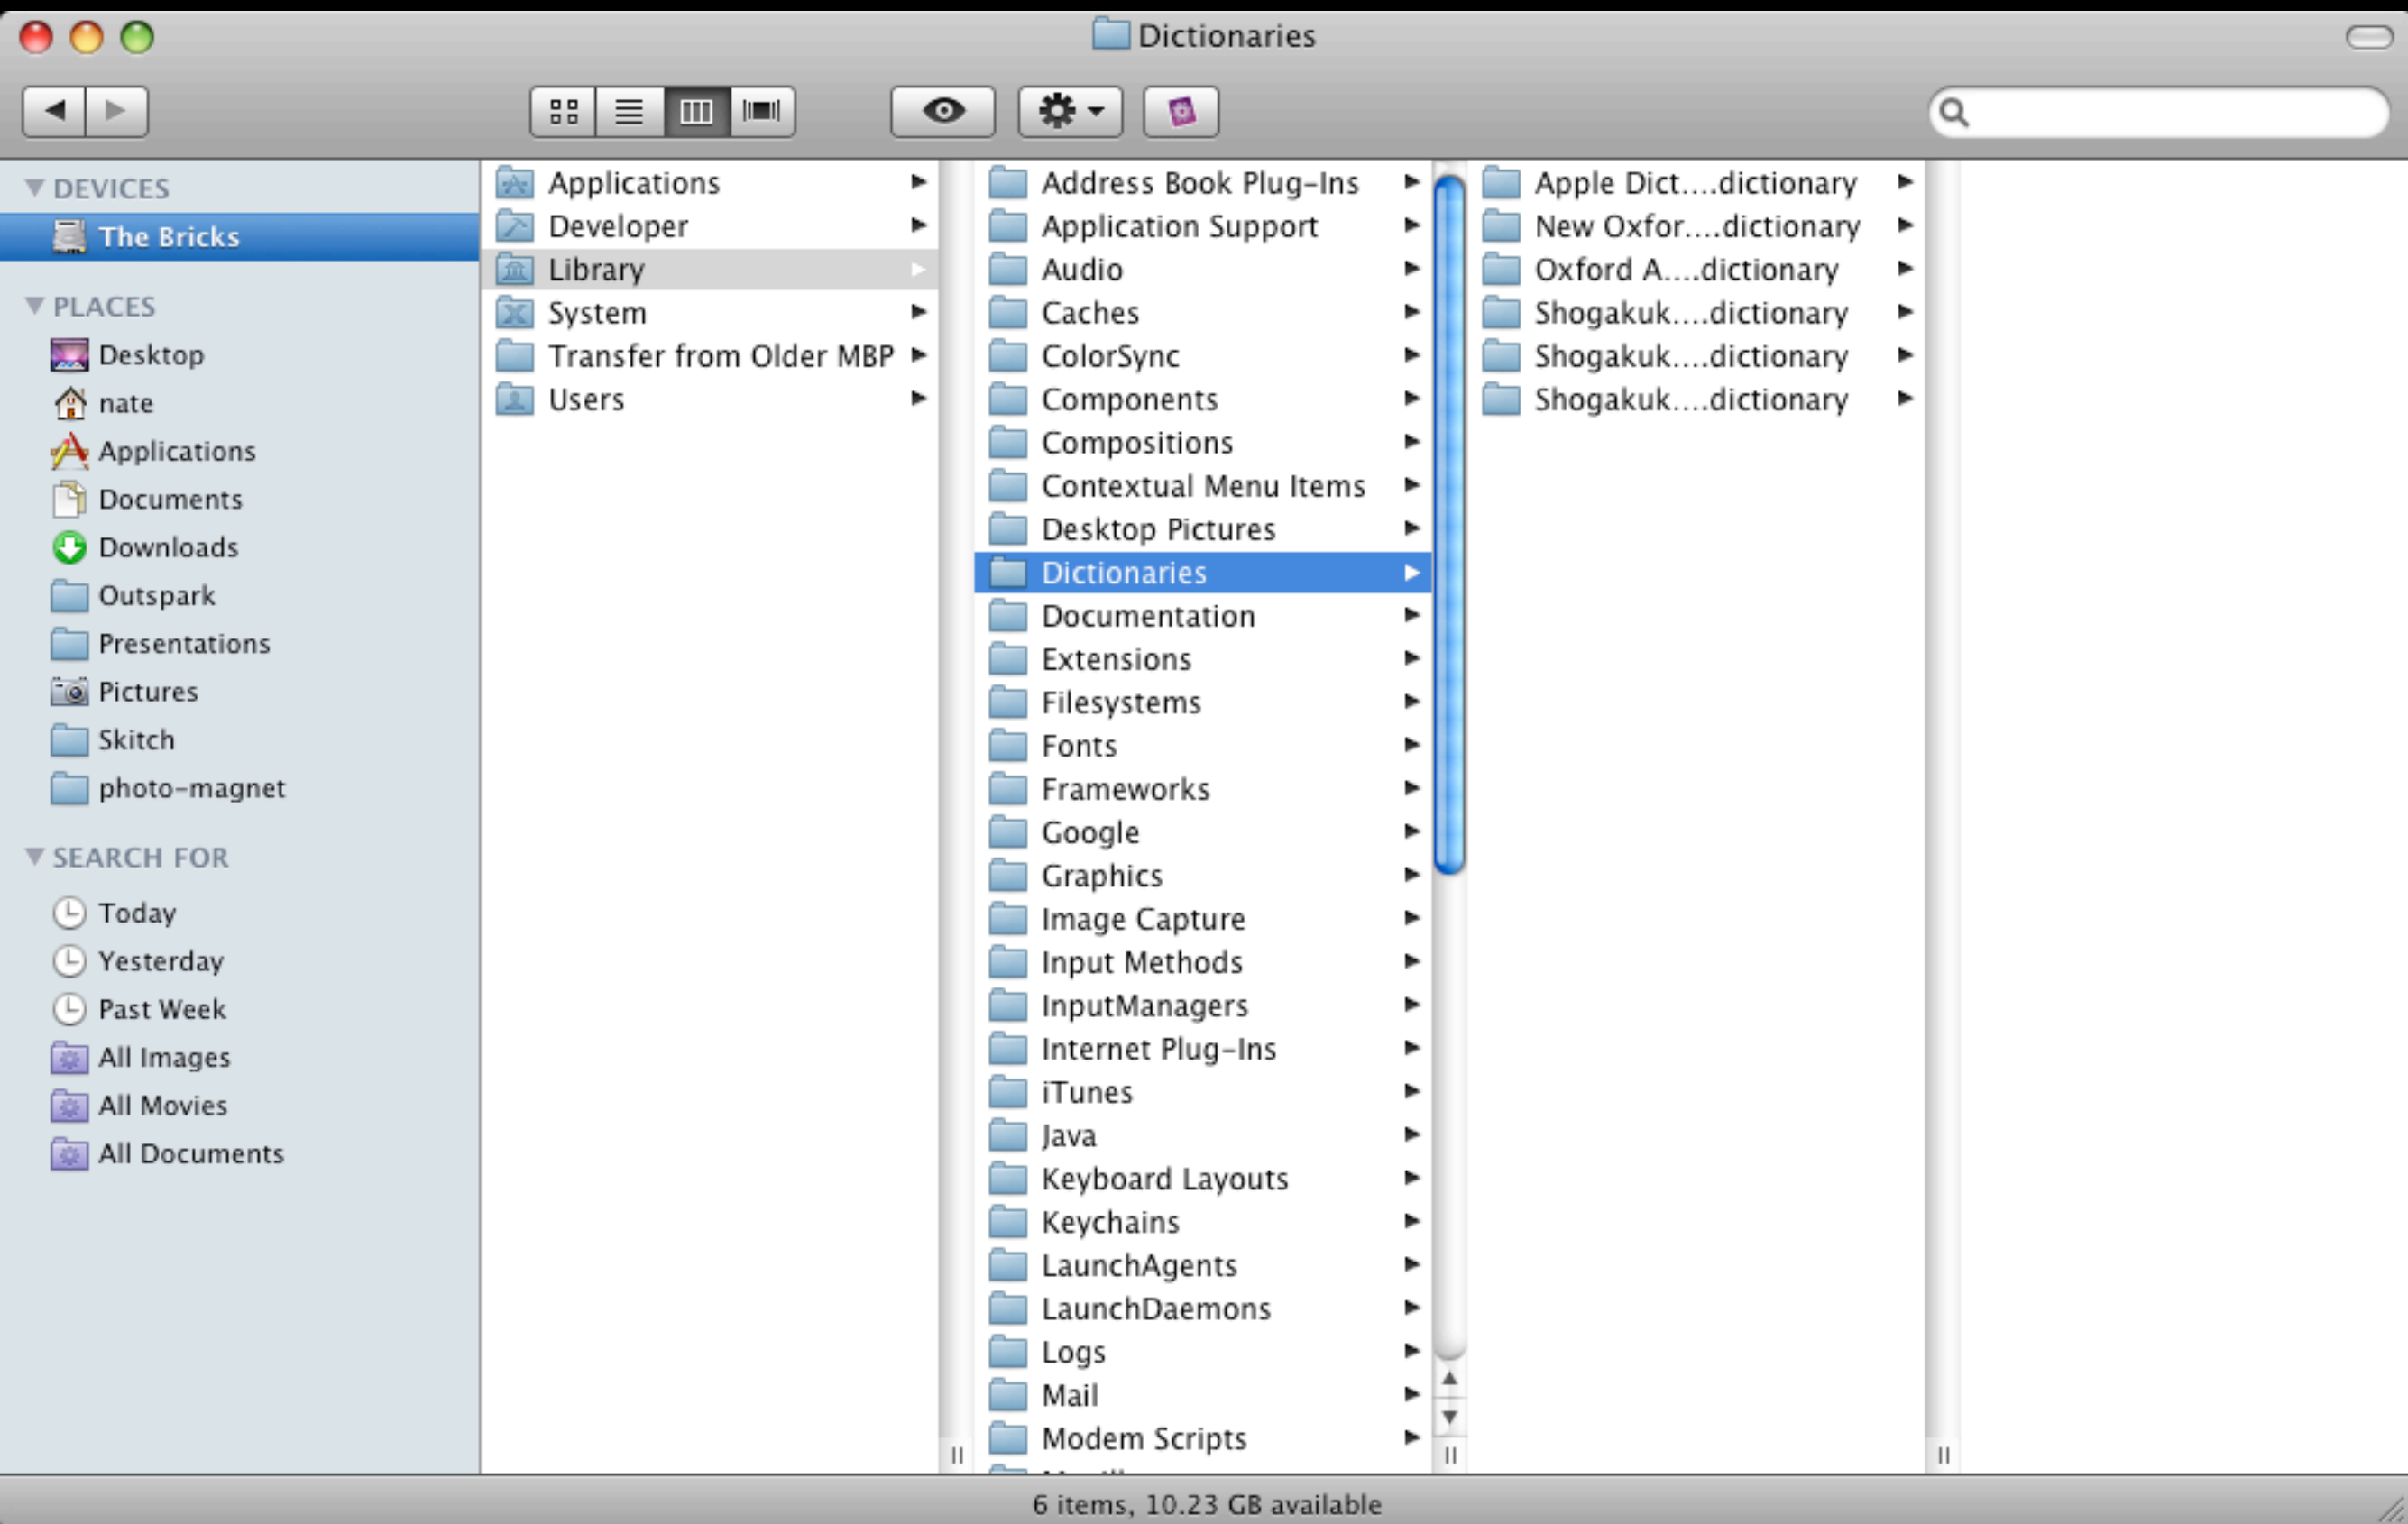 Dictionaries
DEVICES
The Bricks
PLACES
Desktop
nate
Applications
Documents
Downloads
Outspark
Presentations
Pictures
Skitch
photo-magnet
SEARCH FOR
Today
Yesterday
Past Week
All Images
All Movies
All Documents
Applications
Developer
Library
System
Transfer from Older MBP
Users
Address Book Plug-Ins
Application Support
Audio
Caches
ColorSync
Components
Compositions
Contextual Menu Items
Desktop Pictures
Dictionaries
Documentation
Extensions
Filesystems
Fonts
Frameworks
Google
Graphics
Image Capture
Input Methods
InputManagers
Internet Plug-Ins
iTunes
Java
Keyboard Layouts
Keychains
LaunchAgents
LaunchDaemons
Logs
Mail
Modem Scripts
Apple Dict....dictionary
New Oxfor....dictionary
Oxford A....dictionary
Shogakuk....dictionary
Shogakuk....dictionary
Shogakuk....dictionary
6 items, 10.23 GB available